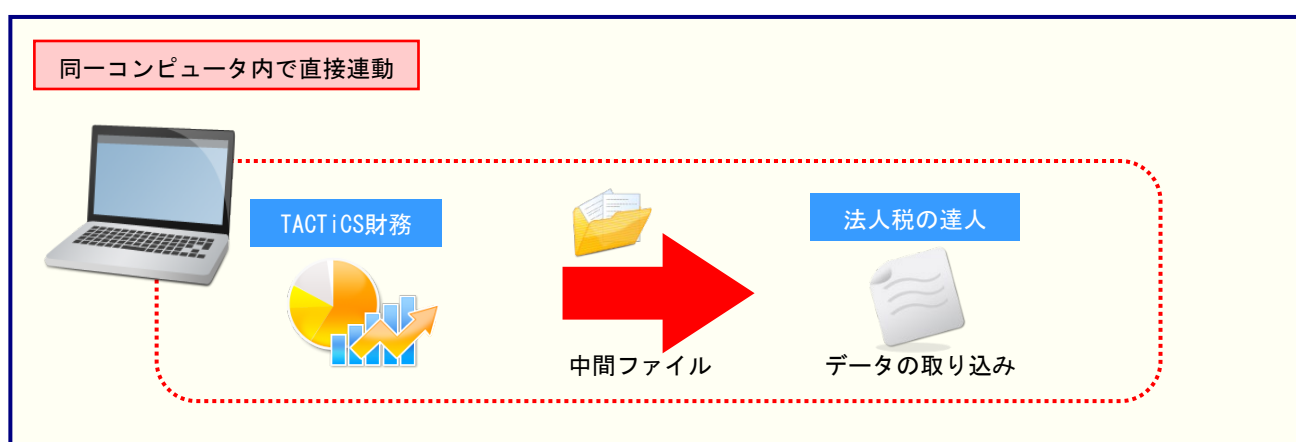 同一コンピュータ内で直接連動
TACTiCS財務
法人税の達人
中間ファイル
データの取り込み